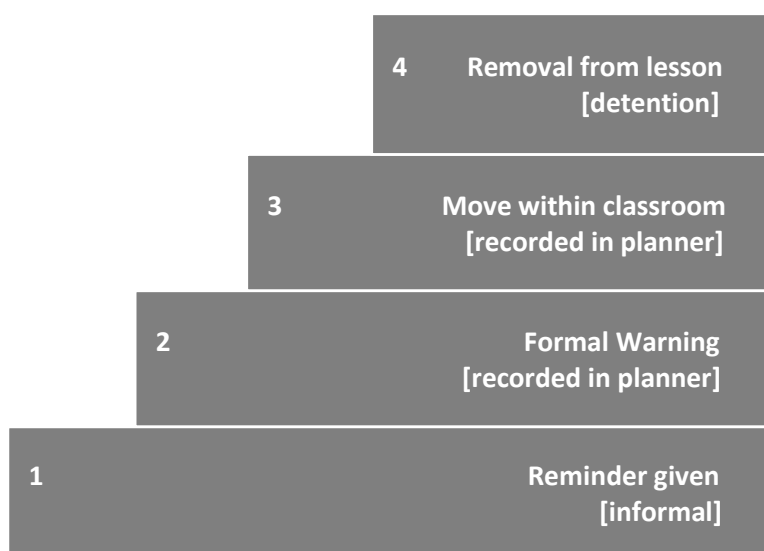 4 Removal from lesson
[detention]
3 Move within classroom
[recorded in planner]
2 Formal Warning
[recorded in planner]
1 Reminder given
[informal]